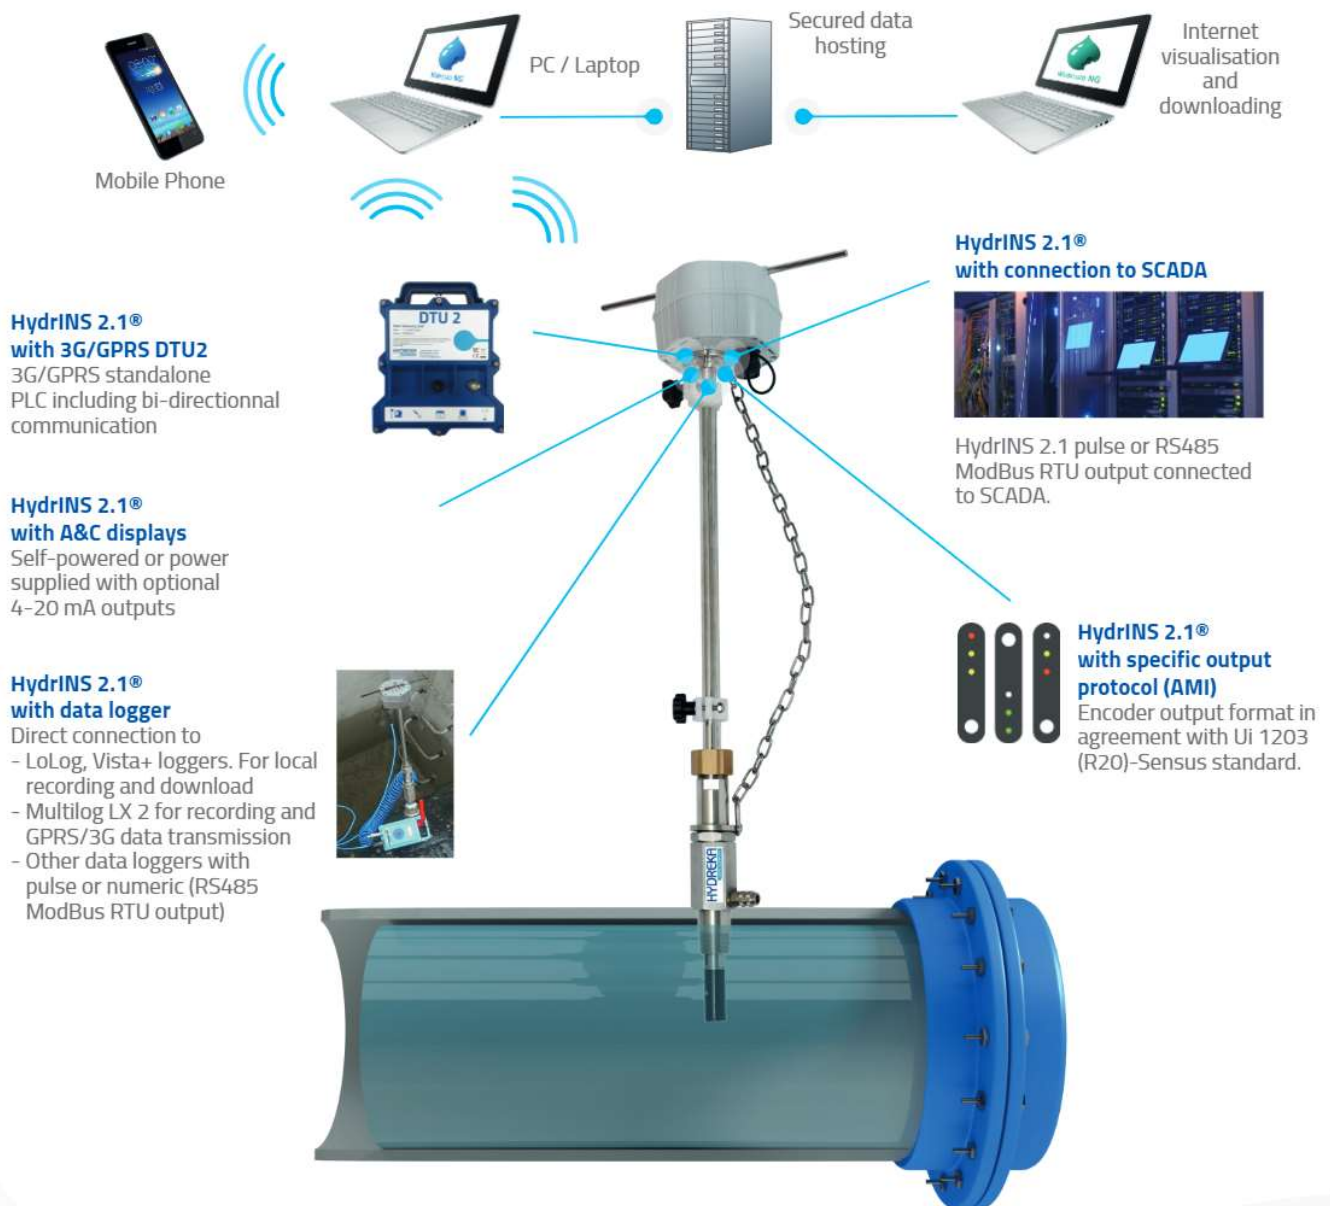 Mobile Phone
PC / Laptop
Secured data
hosting
Internet
visualisation
and
downloading
HydrINS 2.1®
with 3G/GPRS DTU2
3G/GPRS standalone
PLC including bi-directionnal
communication
DTU 2
HydrINS 2.1®
with connection to SCADA
HydrINS 2.1 pulse or RS485
ModBus RTU output connected
to SCADA.
HydrINS 2.1®
with A&C displays
Self-powered or power
supplied with optional
4-20 mA outputs
HydrINS 2.1®
with specific output
protocol (AMI)
Encoder output format in
agreement with Ui 1203
(R20)-Sensus standard.
HydrINS 2.1®
with data logger
Direct connection to
- LoLog, Vista+ loggers. For local
recording and download
- Multilog LX 2 for recording and
GPRS/3G data transmission
- Other data loggers with
pulse or numeric (RS485
ModBus RTU output)
HYDREKA